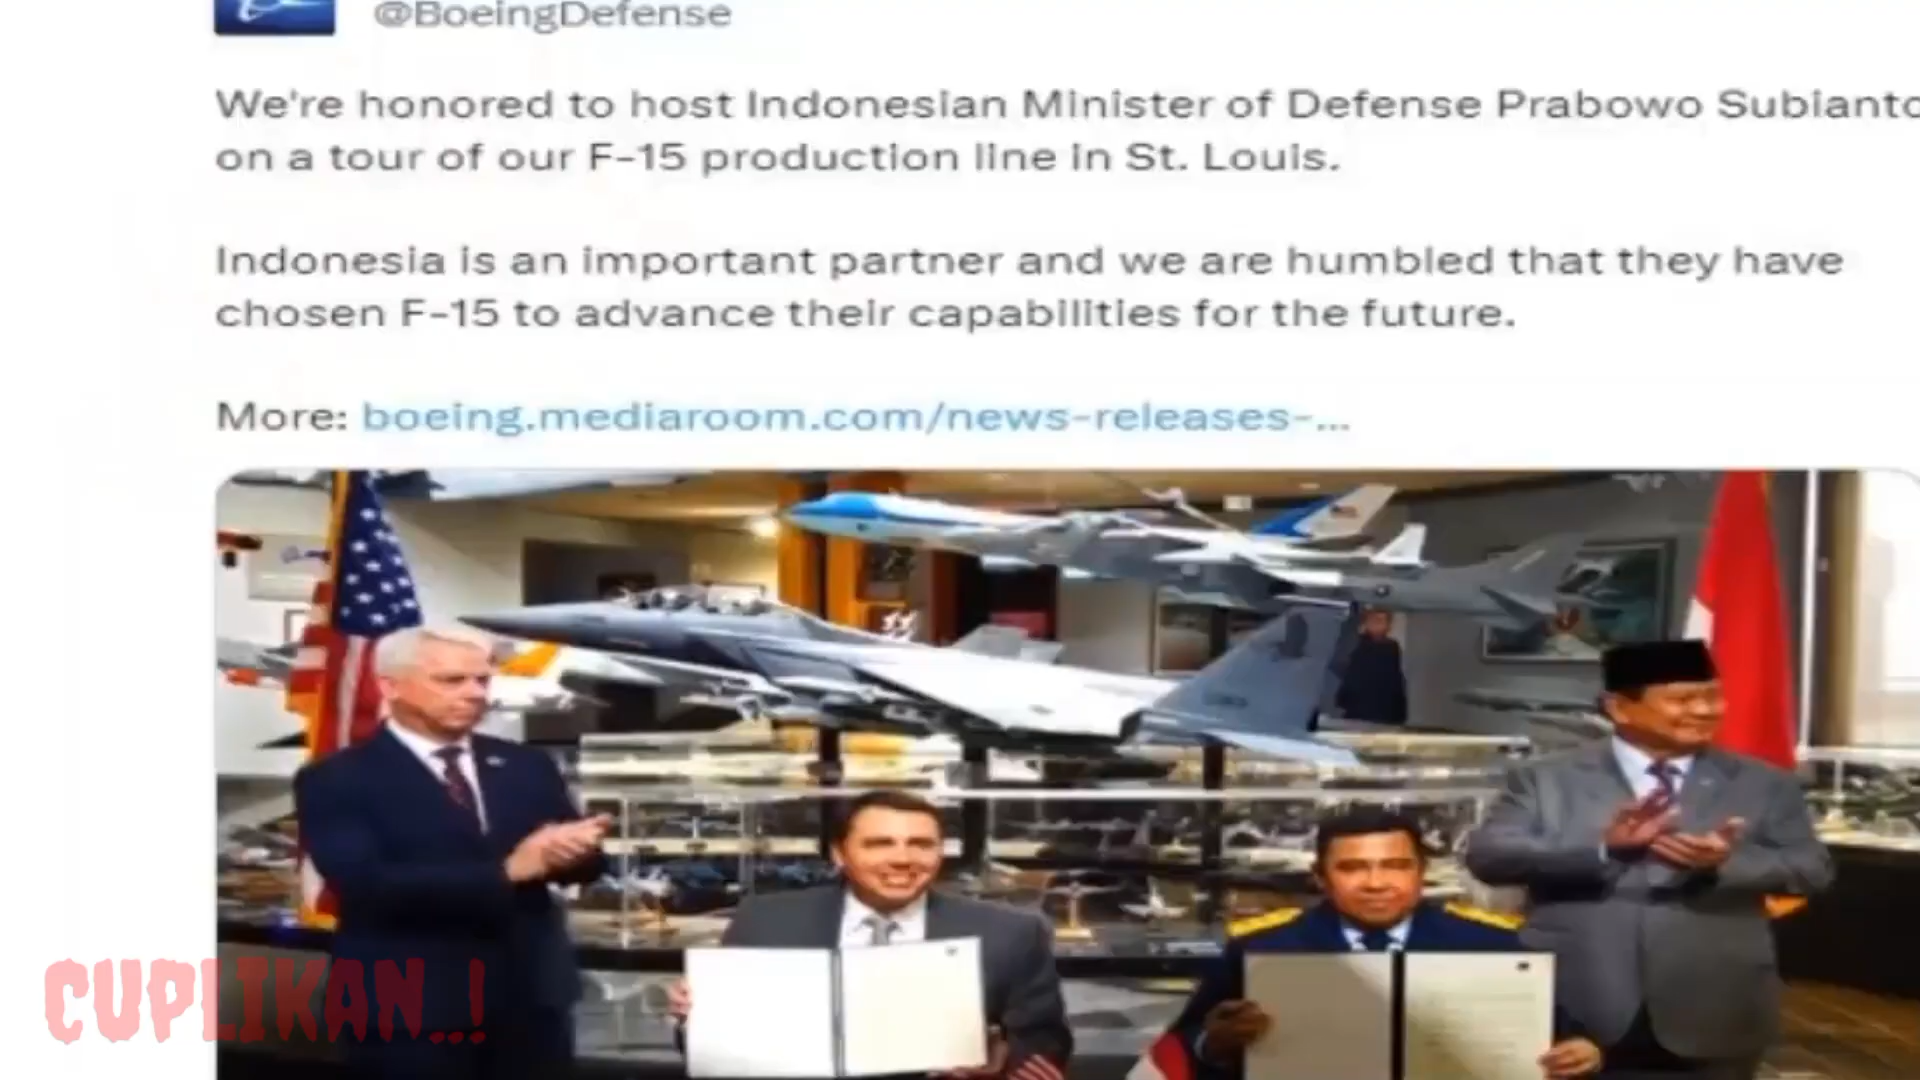 @BoeingDefense
We're honored to host Indonesian Minister of Defense Prabowo Subianto
on a tour of our F-15 production line in St. Louis.
Indonesia is an important partner and we are humbled that they have
chosen F-15 to advance their capabilities for the future.
More: boeing.mediaroom.com/news-releases-...
CUPLIKAN..!